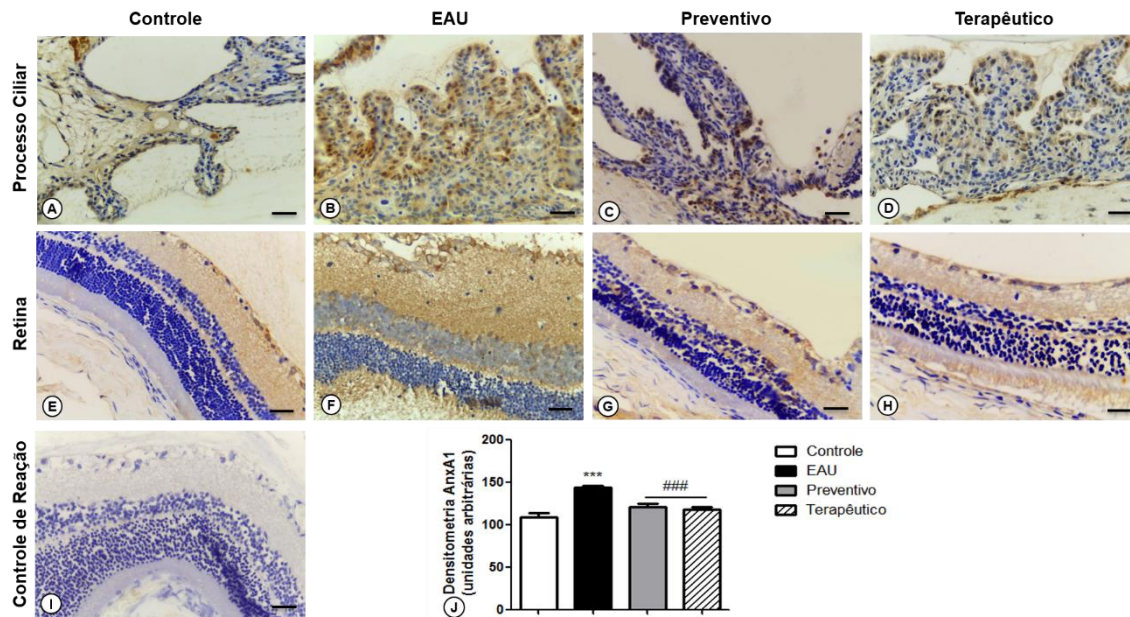 Controle
EAU
Preventivo
Terapêutico
Processo Ciliar
A
B
C
D
Retina
E
F
G
H
Controle de Reação
I
J
Densitometria AnxA1
(unidades arbitrárias)
200
150
100
50
0
***
###
Controle
EAU
Preventivo
Terapêutico